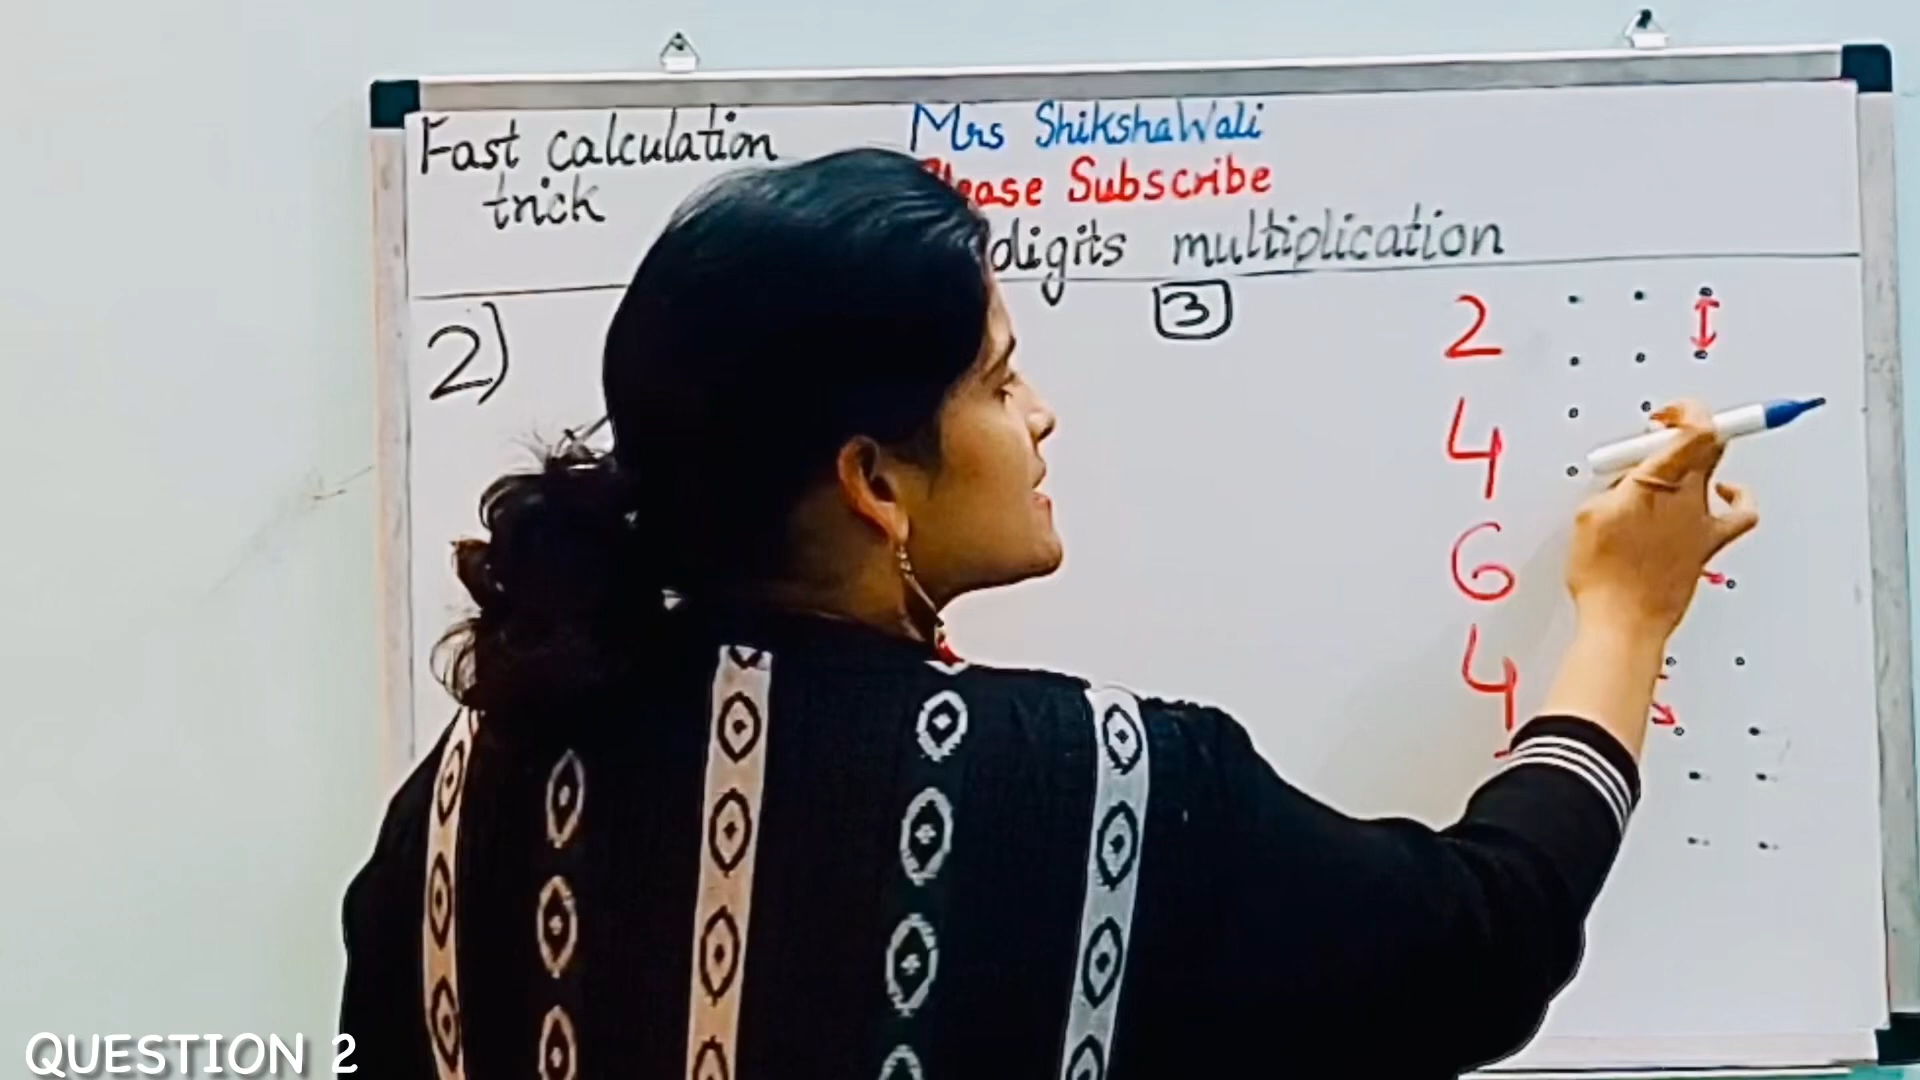 Fast calculation
trick
Mrs ShikshaWali
Please Subscribe
digits multiplication
2)
3
2
4
6
4
QUESTION 2